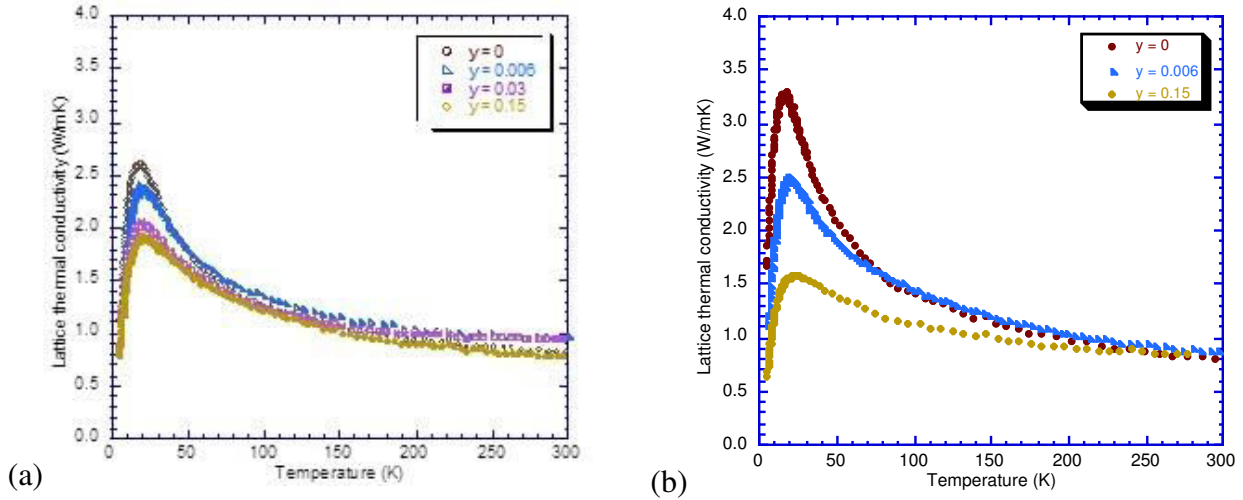 4.0
3.5
3.0
2.5
2.0
1.5
1.0
0.5
0.0
Lattice thermal conductivity (W/mK)
y = 0
y = 0.006
y = 0.03
y = 0.15
0
50
100
150
200
250
300
Temperature (K)
(a)
4.0
3.5
3.0
2.5
2.0
1.5
1.0
0.5
0.0
Lattice thermal conductivity (W/mK)
y = 0
y = 0.006
y = 0.15
0
50
100
150
200
250
300
Temperature (K)
(b)